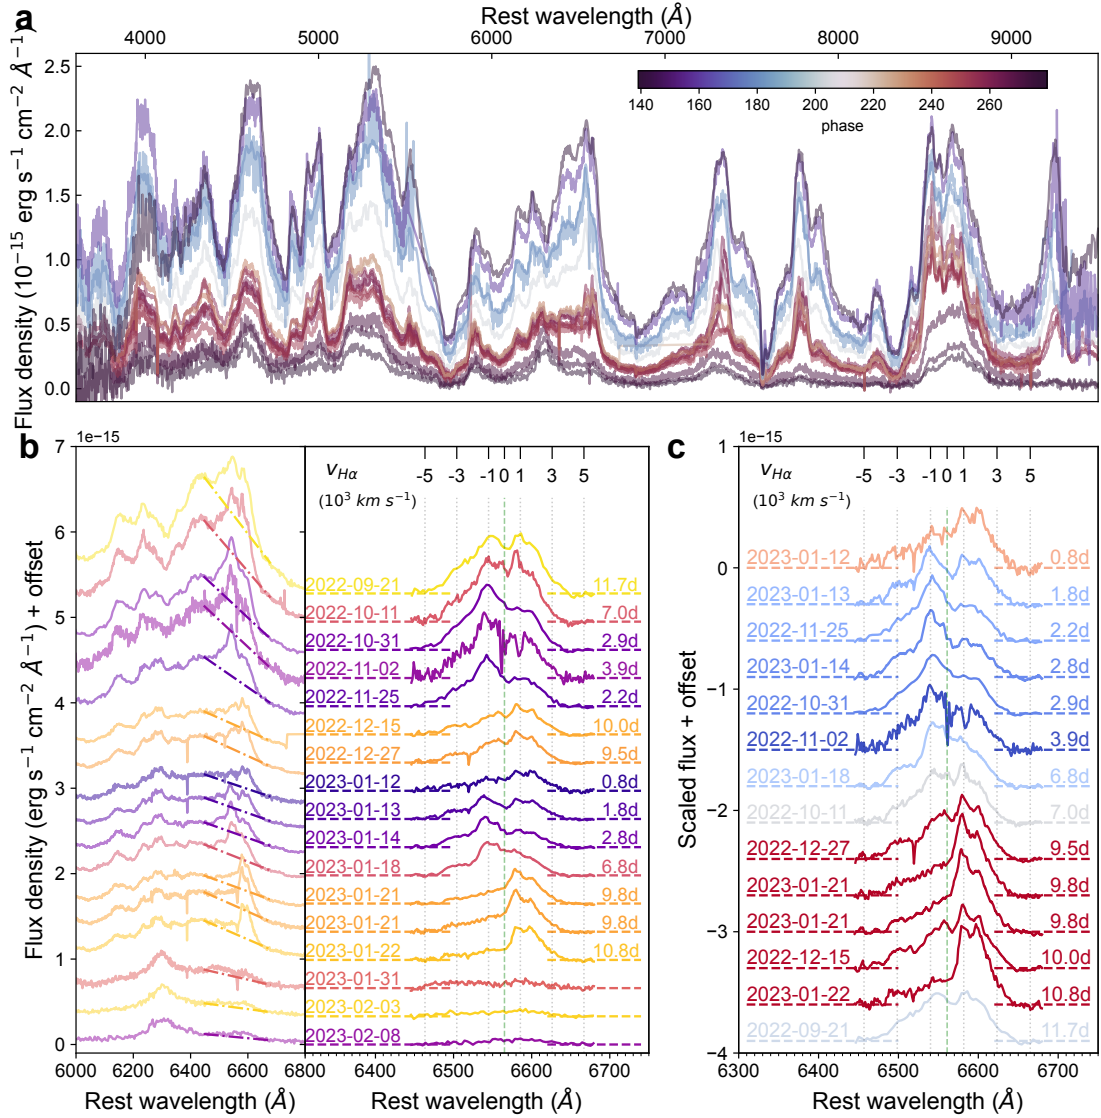 a
Rest wavelength (Å)
4000 5000 6000 7000 8000 9000
Flux density (10⁻¹⁵ erg s⁻¹ cm⁻² Å⁻¹)
2.5
2.0
1.5
1.0
0.5
0.0
140 160 180 200 220 240 260
phase
b
1e−15
Flux density (erg s⁻¹ cm⁻² Å⁻¹) + offset
7
6
5
4
3
2
1
0
6000 6200 6400 6600 6800
Rest wavelength (Å)
vHα
(10³ km s⁻¹)
-5 -3 -1 0 1 3 5
2022-09-21 11.7d
2022-10-11 7.0d
2022-10-31 2.9d
2022-11-02 3.9d
2022-11-25 2.2d
2022-12-15 10.0d
2022-12-27 9.5d
2023-01-12 0.8d
2023-01-13 1.8d
2023-01-14 2.8d
2023-01-18 6.8d
2023-01-21 9.8d
2023-01-21 9.8d
2023-01-22 10.8d
2023-01-31
2023-02-03
2023-02-08
6400 6500 6600
Rest wavelength (Å)
c
1e−15
Scaled flux + offset
0
−1
−2
−3
−4
vHα
(10³ km s⁻¹)
-5 -3 -1 0 1 3 5
2023-01-12 0.8d
2023-01-13 1.8d
2022-11-25 2.2d
2023-01-14 2.8d
2022-10-31 2.9d
2022-11-02 3.9d
2023-01-18 6.8d
2022-10-11 7.0d
2022-12-27 9.5d
2023-01-21 9.8d
2023-01-21 9.8d
2022-12-15 10.0d
2023-01-22 10.8d
2022-09-21 11.7d
6300 6400 6500 6600 6700
Rest wavelength (Å)